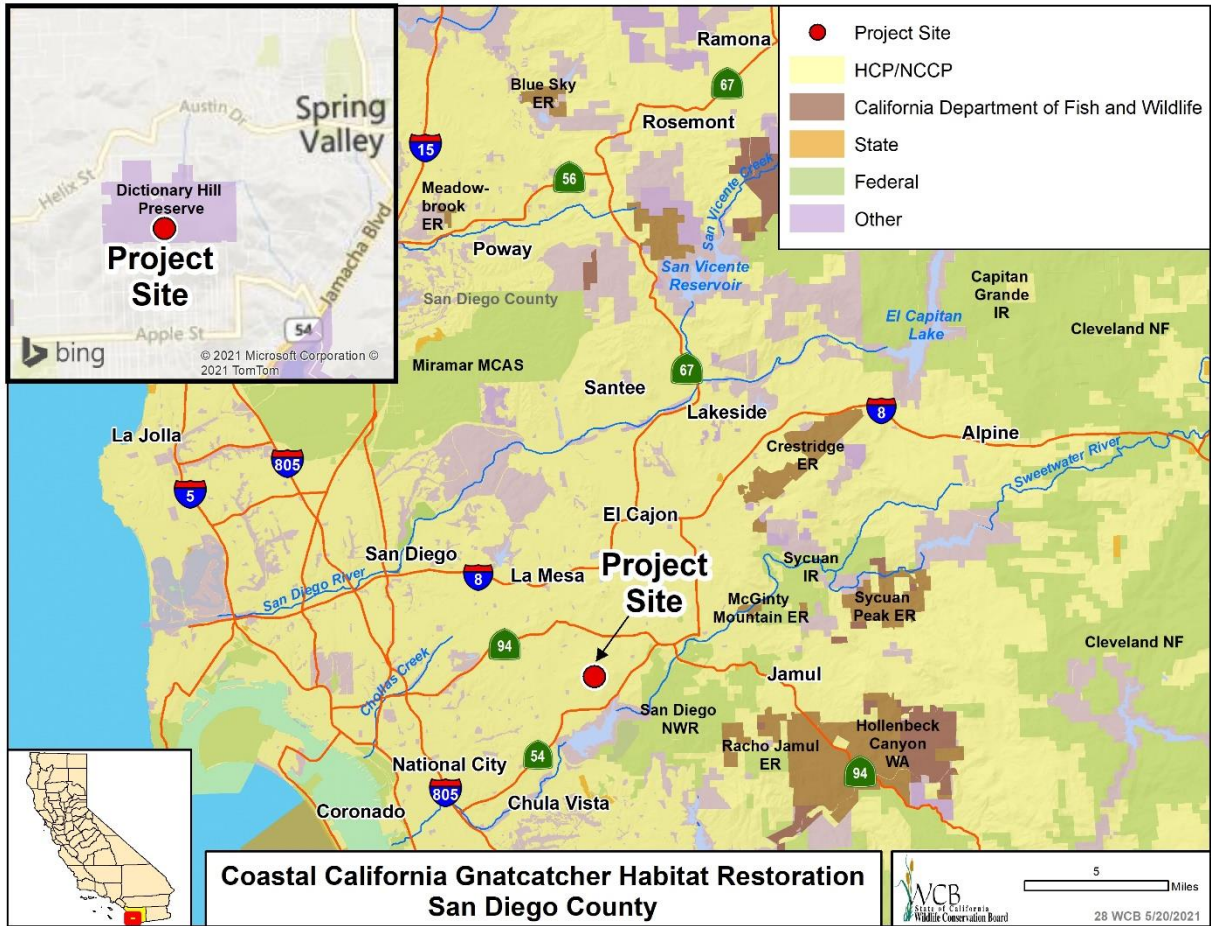 Austin Dr
Spring
Valley
Helix St
Dictionary Hill
Preserve
Project
Site
Jamacha Blvd
Apple St
54
bing
© 2021 Microsoft Corporation ©
2021 TomTom
Project Site
HCP/NCCP
California Department of Fish and Wildlife
State
Federal
Other
Ramona
67
Blue Sky
ER
Rosemont
15
56
Meadow-
brook
ER
Poway
San Vicente Creek
San Vicente
Reservoir
San Diego County
Capitan
Grande
IR
El Capitan
Lake
Cleveland NF
Miramar MCAS
67
Santee
Lakeside
8
La Jolla
Alpine
Crestridge
ER
805
5
Sweetwater River
El Cajon
San Diego
Project
Site
8
La Mesa
San Diego River
Sycuan
IR
McGinty
Mountain ER
Sycuan
Peak ER
94
Chollas Creek
Cleveland NF
Jamul
San Diego
NWR
Racho Jamul
ER
Hollenbeck
Canyon
WA
54
94
National City
805
Coronado
Chula Vista
Coastal California Gnatcatcher Habitat Restoration
San Diego County
WCB
State of California
Wildlife Conservation Board
5
Miles
28 WCB 5/20/2021